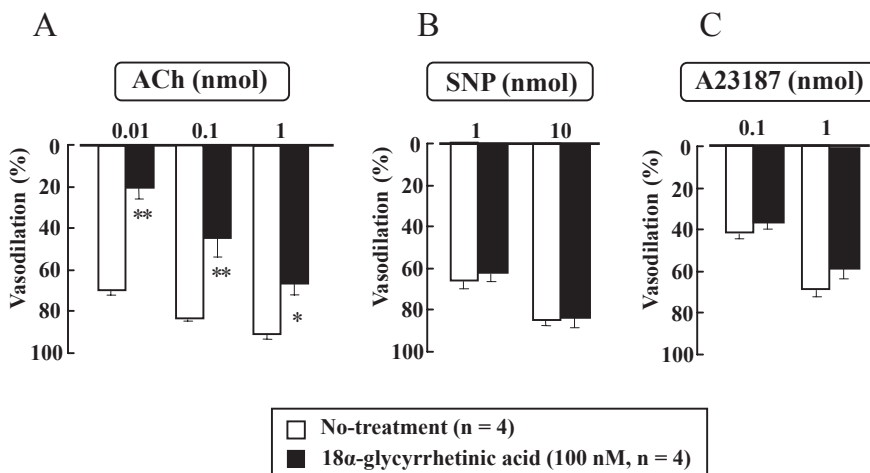 A
B
C
ACh (nmol)
SNP (nmol)
A23187 (nmol)
0.01 0.1 1
1 10
0.1 1
Vasodilation (%)
0
20
40
60
80
100
**
**
*
Vasodilation (%)
0
20
40
60
80
100
Vasodilation (%)
0
20
40
60
80
100
No-treatment (n = 4)
18α-glycyrrhetinic acid (100 nM, n = 4)